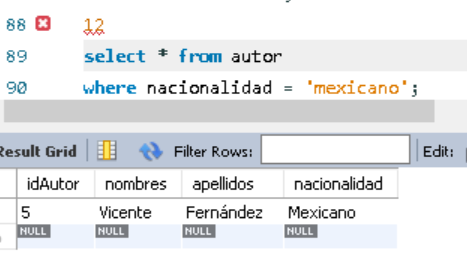 88 12
89 select * from autor
90 where nacionalidad = 'mexicano';
Result Grid Filter Rows: Edit:
idAutor nombres apellidos nacionalidad
5 Vicente Fernández Mexicano
NULL NULL NULL NULL